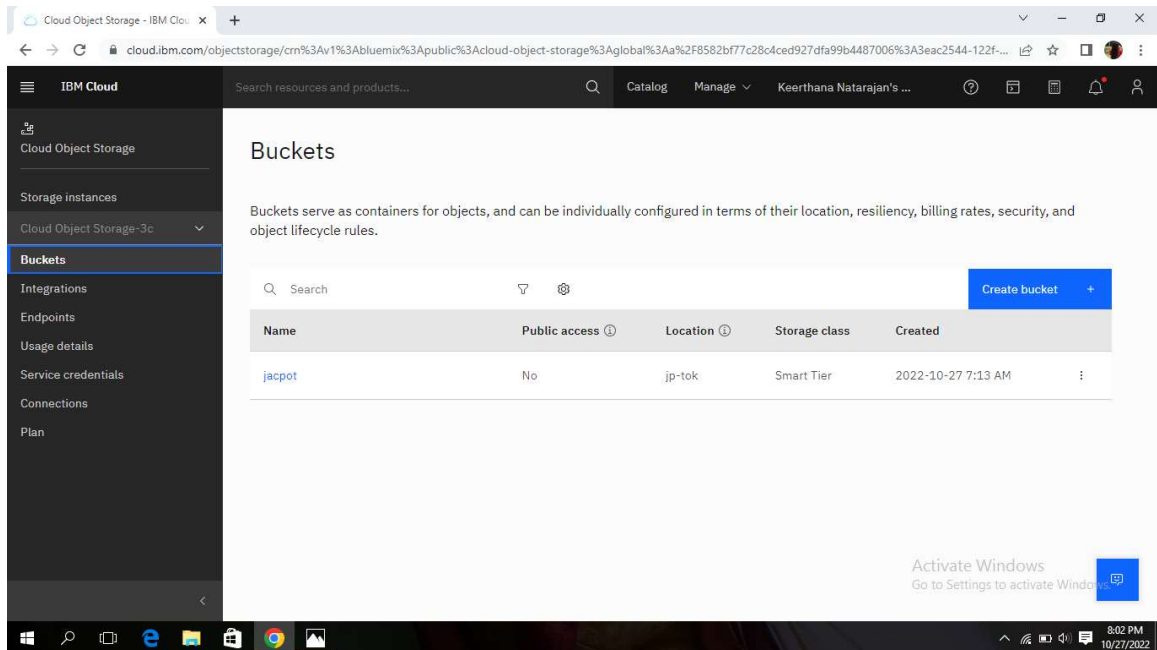 Cloud Object Storage - IBM Clou
cloud.ibm.com/objectstorage/crn%3Av1%3Abluemix%3Apublic%3Acloud-object-storage%3Aglobal%3Aa%2F8582bf77c28c4ced927dfa99b4487006%3A3eac2544-122f-...
IBM Cloud
Search resources and products...
Catalog
Manage
Keerthana Natarajan's ...
Cloud Object Storage
Storage instances
Cloud Object Storage-3c
Buckets
Integrations
Endpoints
Usage details
Service credentials
Connections
Plan
Buckets
Buckets serve as containers for objects, and can be individually configured in terms of their location, resiliency, billing rates, security, and
object lifecycle rules.
Search
Create bucket +
Name Public access Location Storage class Created
jacpot No jp-tok Smart Tier 2022-10-27 7:13 AM
Activate Windows
Go to Settings to activate Windows.
8:02 PM
10/27/2022